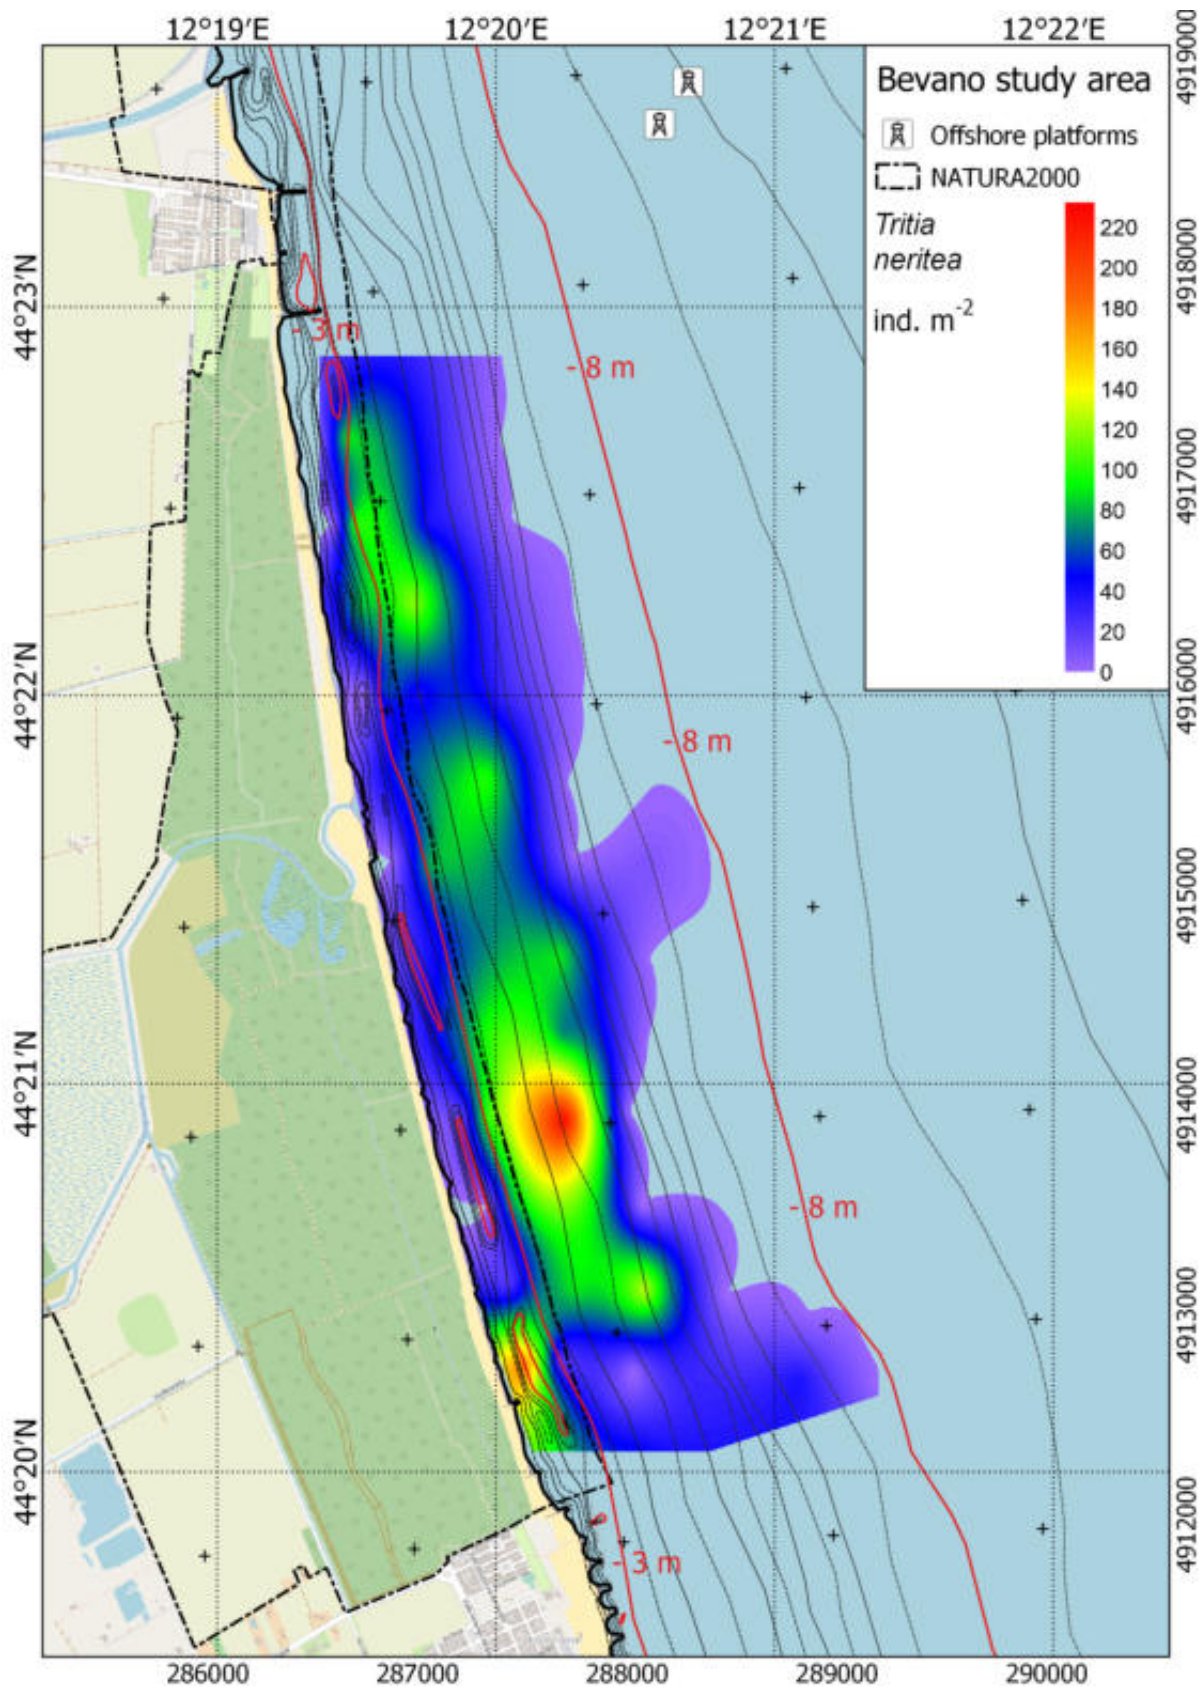 12°19′E 12°20′E 12°21′E 12°22′E
4919000
Bevano study area
Offshore platforms
NATURA2000
Tritia
neritea
ind. m-2
220
200
180
160
140
120
100
80
60
40
20
0
4918000
44°23′N
- 3 m
- 8 m
4917000
44°22′N
4916000
- 8 m
4915000
44°21′N
4914000
- 8 m
4913000
44°20′N
4912000
- 3 m
286000 287000 288000 289000 290000